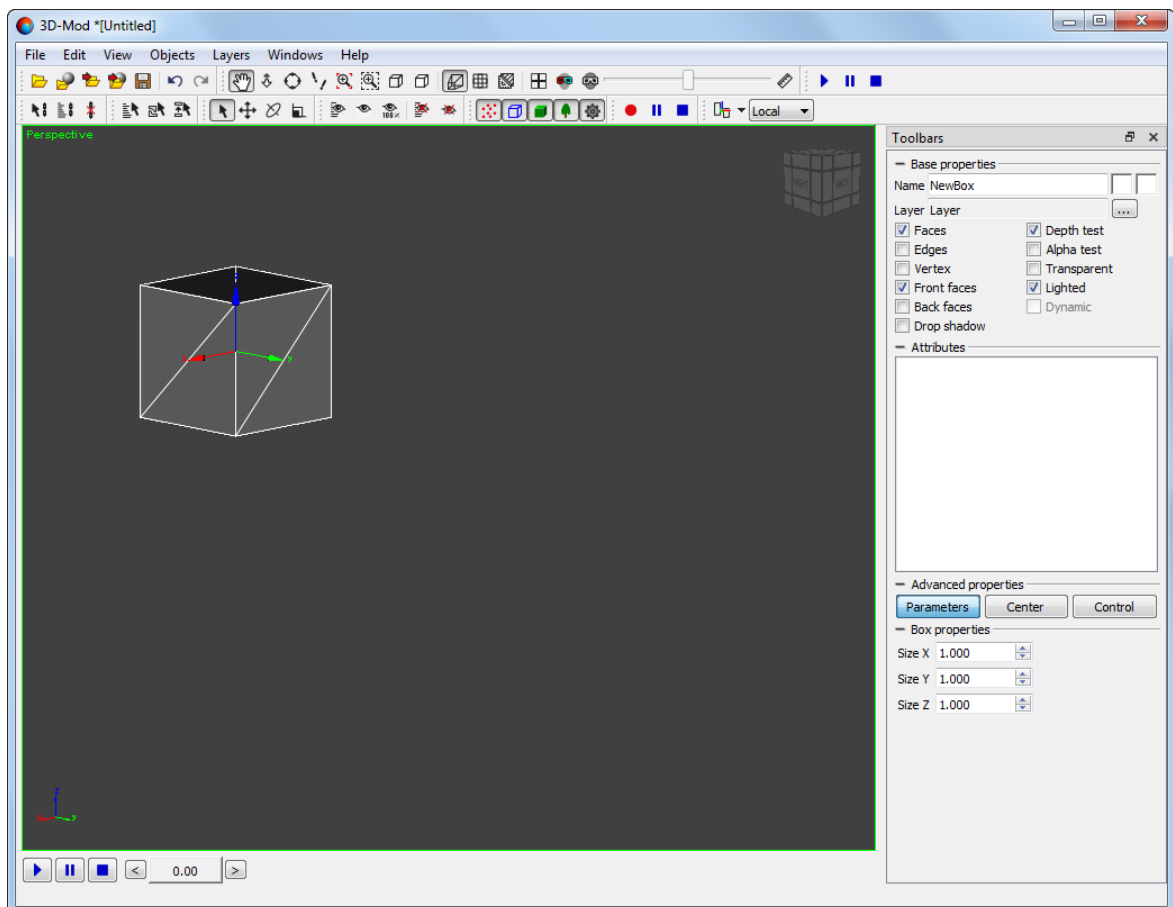 3D-Mod *[Untitled]
File Edit View Objects Layers Windows Help
100%
Local
Perspective
Toolbars
Base properties
Name NewBox
Layer Layer
...
Faces Depth test
Edges Alpha test
Vertex Transparent
Front faces Lighted
Back faces Dynamic
Drop shadow
Attributes
Advanced properties
Parameters Center Control
Box properties
Size X 1.000
Size Y 1.000
Size Z 1.000
y
z
y
< 0.00 >